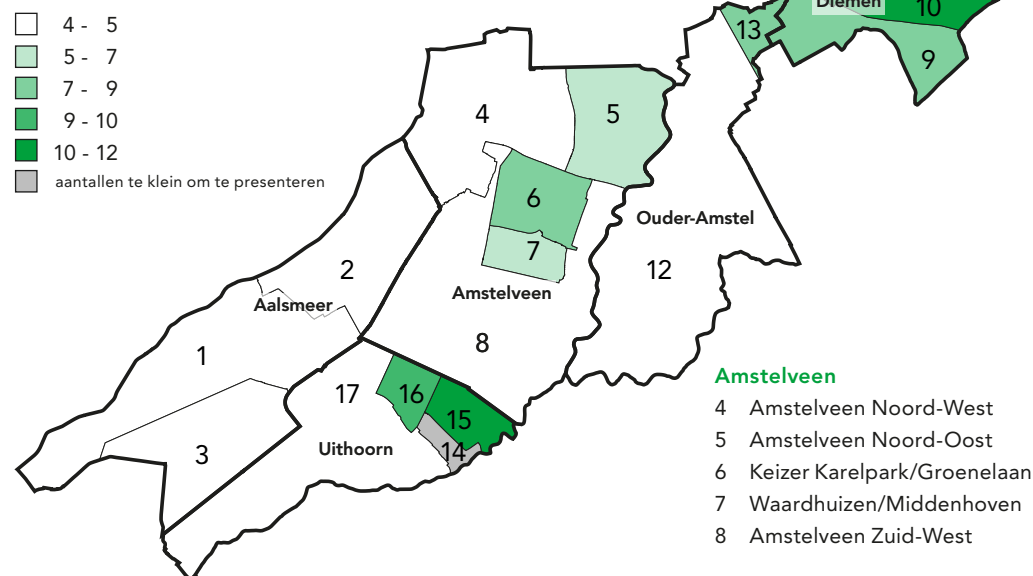 4 - 5
5 - 7
7 - 9
9 - 10
10 - 12
aantallen te klein om te presenteren
Diemen
10
13
9
4
5
6
Ouder-Amstel
7
2
12
Aalsmeer
Amstelveen
8
1
17
16
15
Uithoorn
14
3
Amstelveen
4 Amstelveen Noord-West
5 Amstelveen Noord-Oost
6 Keizer Karelpark/Groenelaan
7 Waardhuizen/Middenhoven
8 Amstelveen Zuid-West